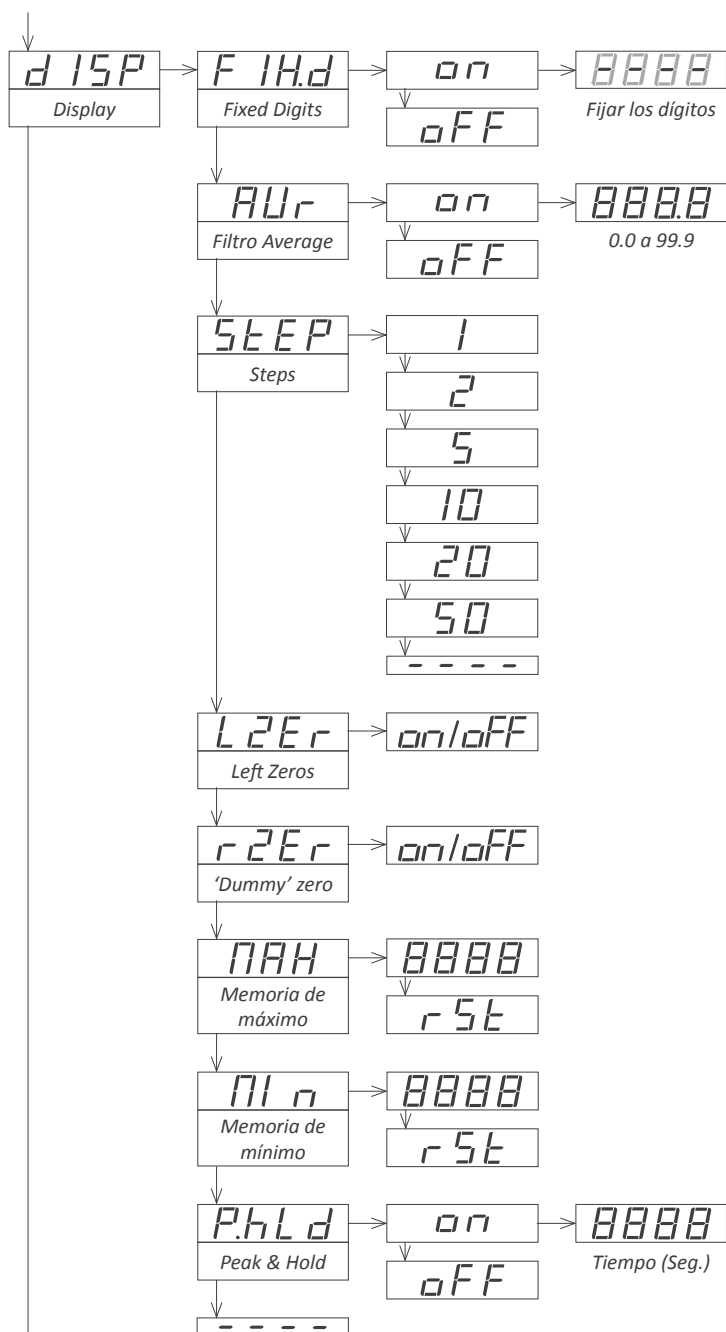 dISP
Display
FIH.d
Fixed Digits
on
8888
Fijar los dígitos
oFF
AVr
Filtro Average
on
888.8
0.0 a 99.9
oFF
StEP
Steps
1
2
5
10
20
50
- - - -
LZEr
Left Zeros
on/oFF
rZEr
‘Dummy’ zero
on/oFF
MAH
Memoria de
máximo
8888
rSt
MIn
Memoria de
mínimo
8888
rSt
P.hLd
Peak & Hold
on
8888
Tiempo (Seg.)
oFF
- - - -